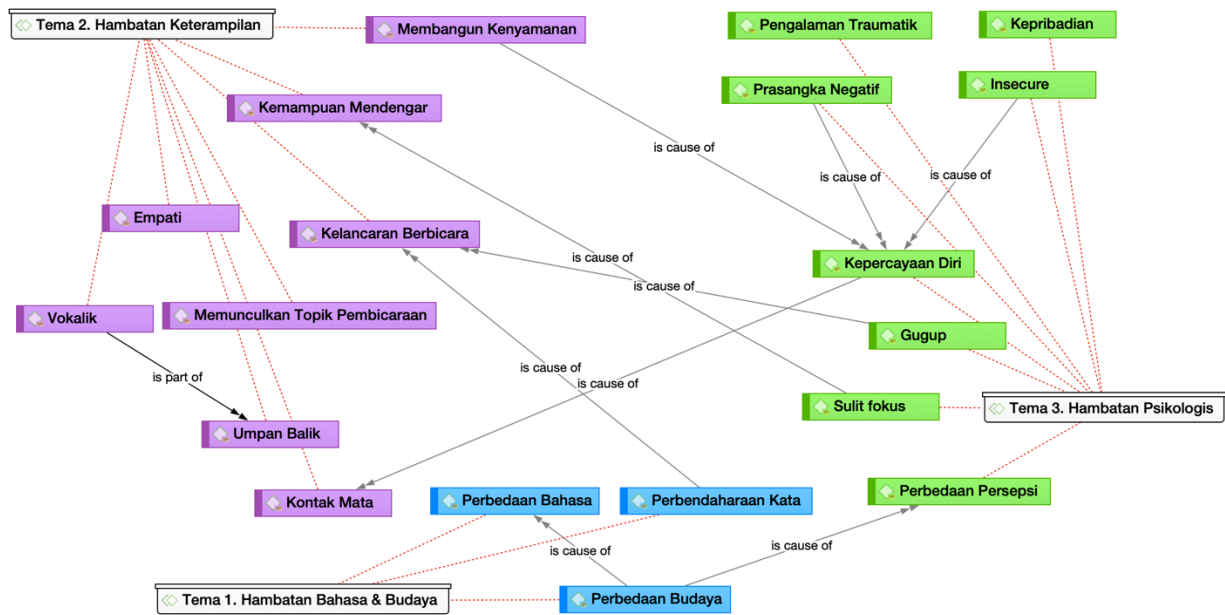 Tema 2. Hambatan Keterampilan
Membangun Kenyamanan
Pengalaman Traumatik
Kepribadian
Prasangka Negatif
Insecure
Kemampuan Mendengar
is cause of
is cause of
is cause of
Empati
Kelancaran Berbicara
is cause of
Kepercayaan Diri
is cause of
Vokalik
Memunculkan Topik Pembicaraan
Gugup
is part of
is cause of
is cause of
Sulit fokus
Tema 3. Hambatan Psikologis
Umpan Balik
Kontak Mata
Perbedaan Bahasa
Perbendaharaan Kata
Perbedaan Persepsi
is cause of
is cause of
Tema 1. Hambatan Bahasa & Budaya
Perbedaan Budaya